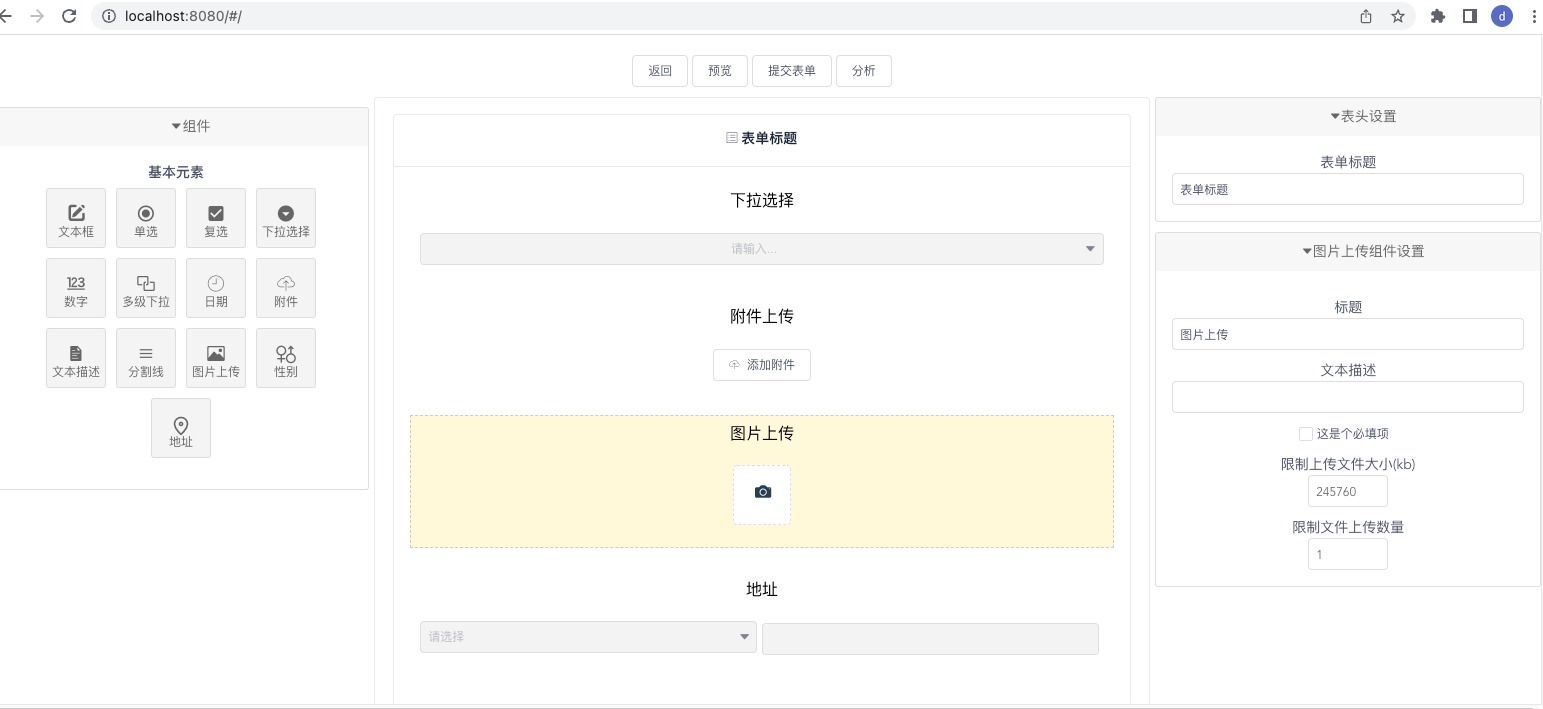 localhost:8080/#/
d
返回 预览 提交表单 分析
组件
基本元素
文本框 单选 复选 下拉选择
123
数字 多级下拉 日期 附件
文本描述 分割线 图片上传 性别
地址
表单标题
下拉选择
请输入...
附件上传
添加附件
图片上传
地址
请选择
表头设置
表单标题
表单标题
图片上传组件设置
标题
图片上传
文本描述
这是个必填项
限制上传文件大小(kb)
245760
限制文件上传数量
1